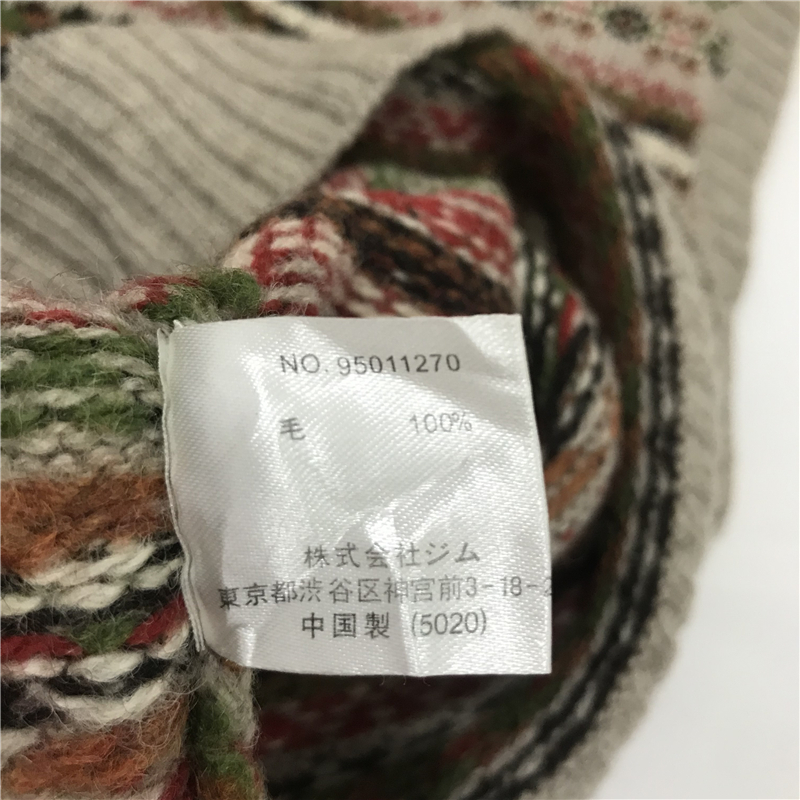 NO. 95011270
毛 100%
株式会社ジム
東京都渋谷区神宮前3-18-2
中国製 (5020)